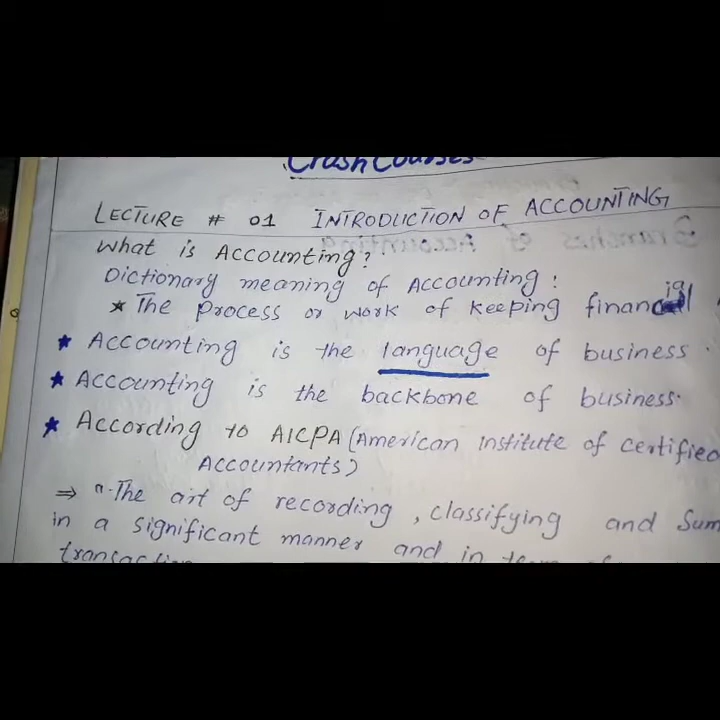 Crash Courses
LECTURE # 01 INTRODUCTION OF ACCOUNTING
What is Accounting?
Dictionary meaning of Accounting:
★ The Process or work of keeping financial
★ Accounting is the language of business.
★ Accounting is the backbone of business.
★ According to AICPA (American institute of certified
Accountants)
⇒ "The art of recording, classifying and Sum
in a significant manner and in